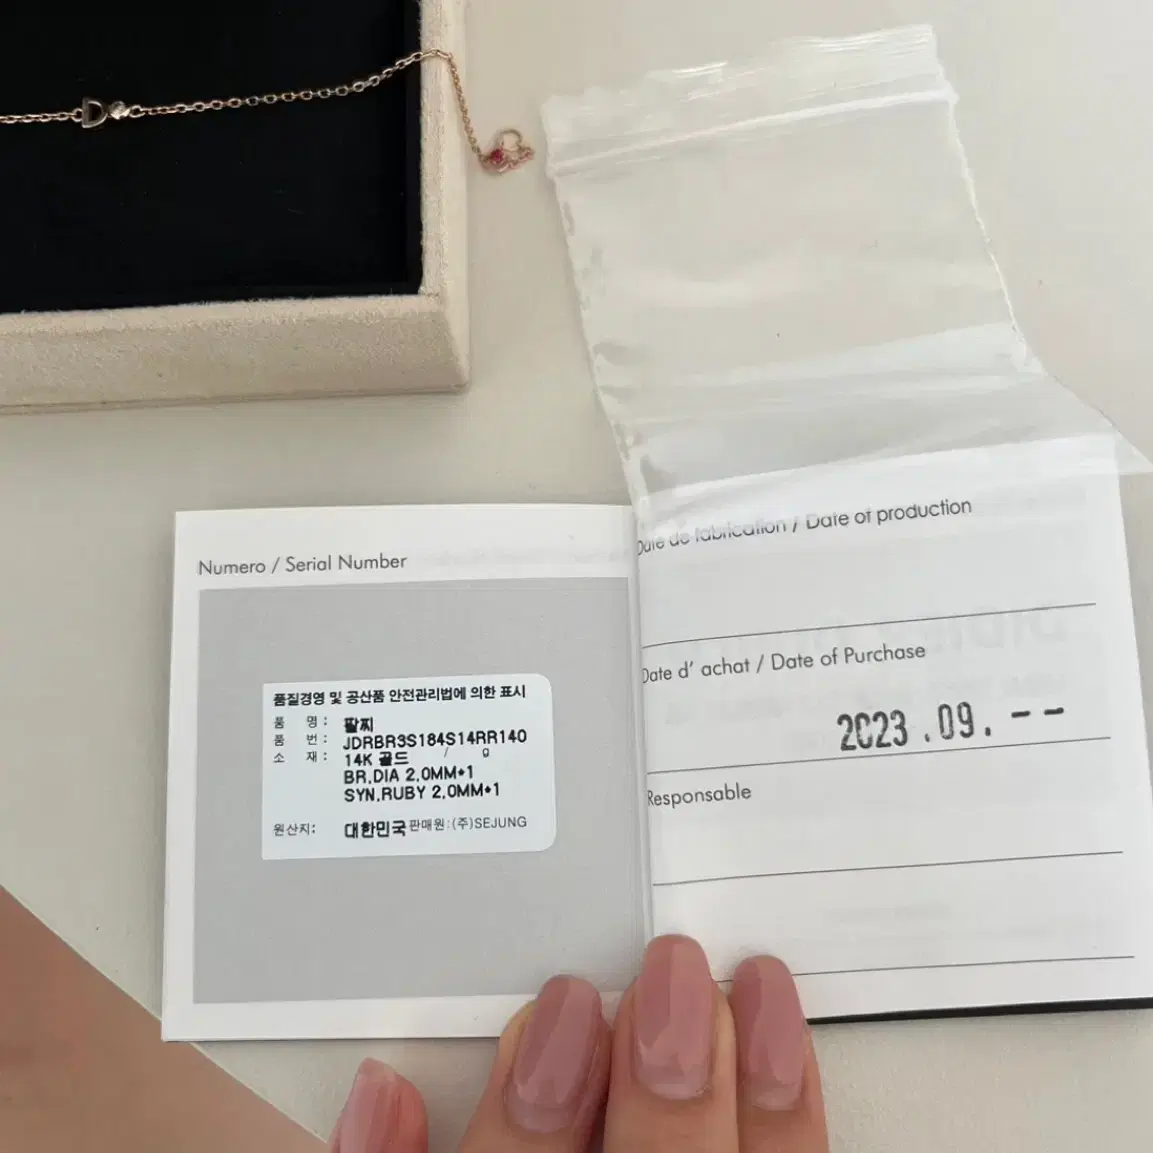 Numero / Serial Number
품질경영 및 공산품 안전관리법에 의한 표시
품 명 : 팔찌
품 번 : JDRBR3S184S14RR140
소 재 : 14K 골드 / g
BR,DIA 2.0MM*1
SYN,RUBY 2.0MM*1
원산지: 대한민국 판매원:(주)SEJUNG
Date de fabrication / Date of production
Date d' achat / Date of Purchase
2023.09.--
Responsable
D